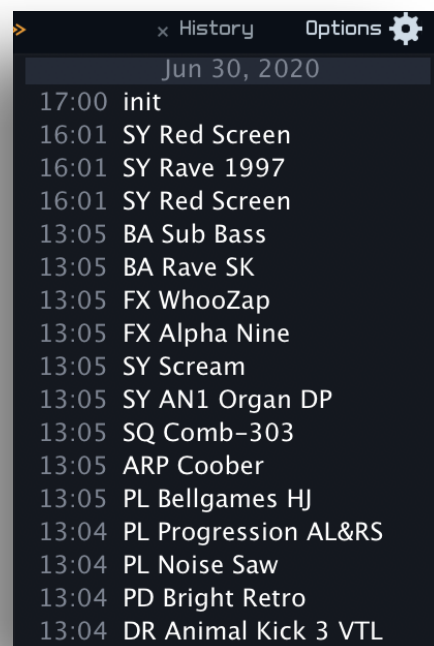 × History Options
Jun 30, 2020
17:00 init
16:01 SY Red Screen
16:01 SY Rave 1997
16:01 SY Red Screen
13:05 BA Sub Bass
13:05 BA Rave SK
13:05 FX WhooZap
13:05 FX Alpha Nine
13:05 SY Scream
13:05 SY AN1 Organ DP
13:05 SQ Comb-303
13:05 ARP Coober
13:05 PL Bellgames HJ
13:04 PL Progression AL&RS
13:04 PL Noise Saw
13:04 PD Bright Retro
13:04 DR Animal Kick 3 VTL